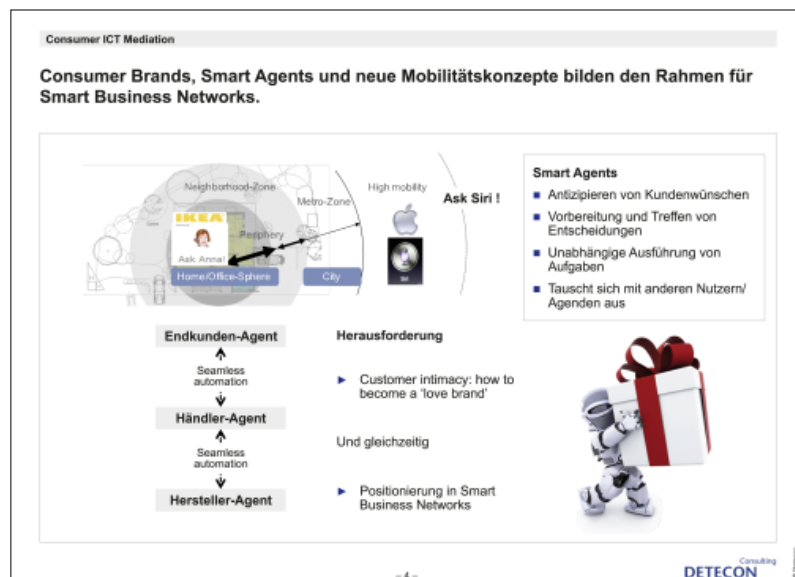 Consumer ICT Mediation
Consumer Brands, Smart Agents und neue Mobilitätskonzepte bilden den Rahmen für
Smart Business Networks.
Neighborhood-Zone
Metro-Zone
High mobility
Ask Siri !
IKEA
Periphery
Ask Anna!
Home/Office-Sphere
City
Siri
Smart Agents
■ Antizipieren von Kundenwünschen
■ Vorbereitung und Treffen von
Entscheidungen
■ Unabhängige Ausführung von
Aufgaben
■ Tauscht sich mit anderen Nutzern/
Agenden aus
Endkunden-Agent
Seamless
automation
Händler-Agent
Seamless
automation
Hersteller-Agent
Herausforderung
► Customer intimacy: how to
become a ‘love brand’
Und gleichzeitig
► Positionierung in Smart
Business Networks
– 4 –
Consulting
DETECON